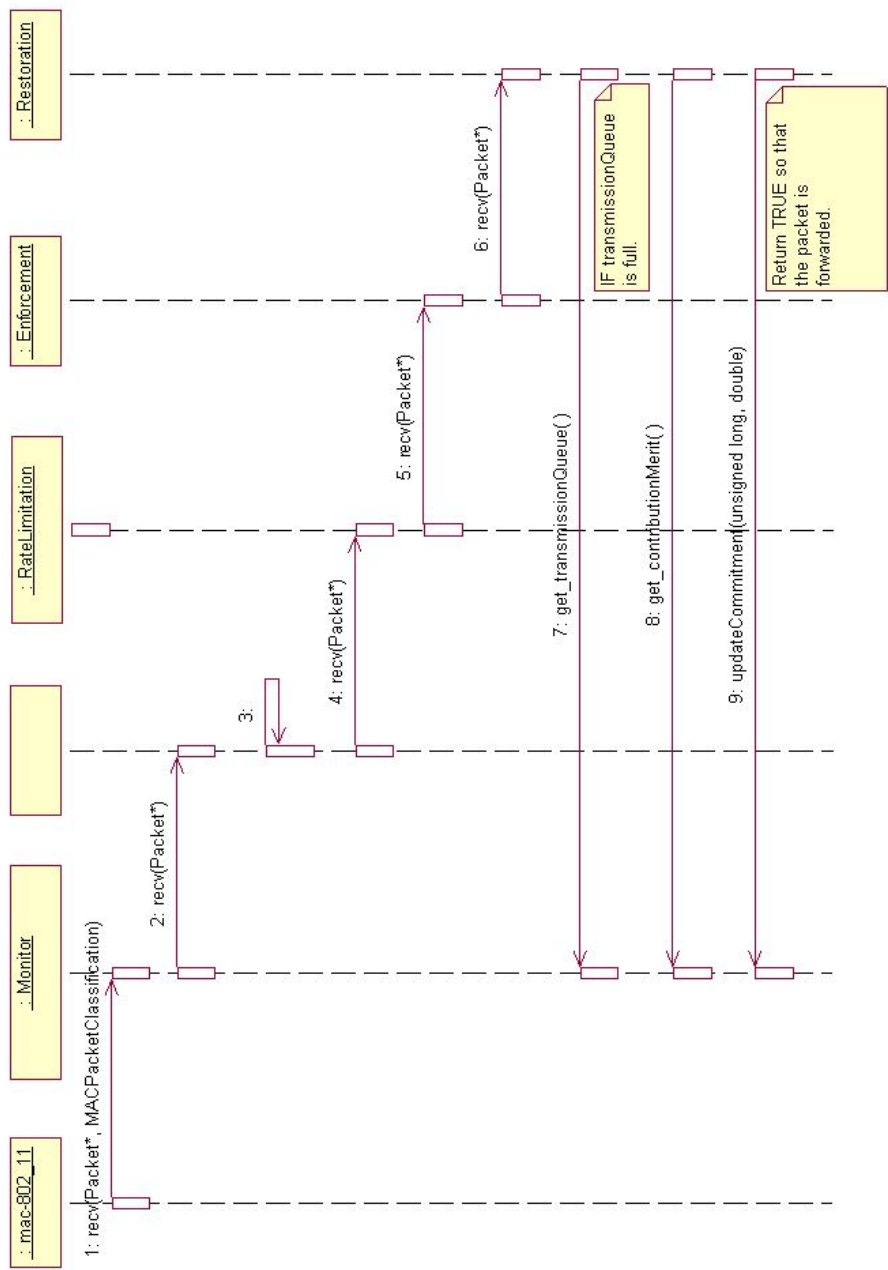 : mac-802_11
: Monitor
: RateLimitation
: Enforcement
: Restoration
1: recv(Packet*, MACPacketClassification)
2: recv(Packet*)
3:
4: recv(Packet*)
5: recv(Packet*)
6: recv(Packet*)
7: get_transmissionQueue( )
IF transmissionQueue
is full.
8: get_contributionMerit( )
9: updateCommitment(unsigned long, double)
Return TRUE so that
the packet is
forwarded.